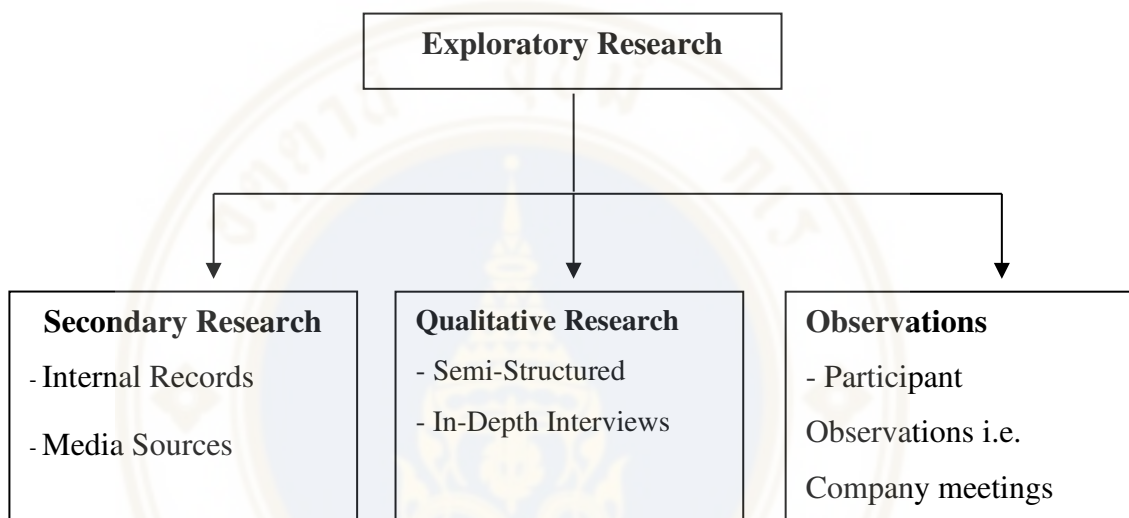 Exploratory Research
Secondary Research
- Internal Records
- Media Sources
Qualitative Research
- Semi-Structured
- In-Depth Interviews
Observations
- Participant
Observations i.e.
Company meetings